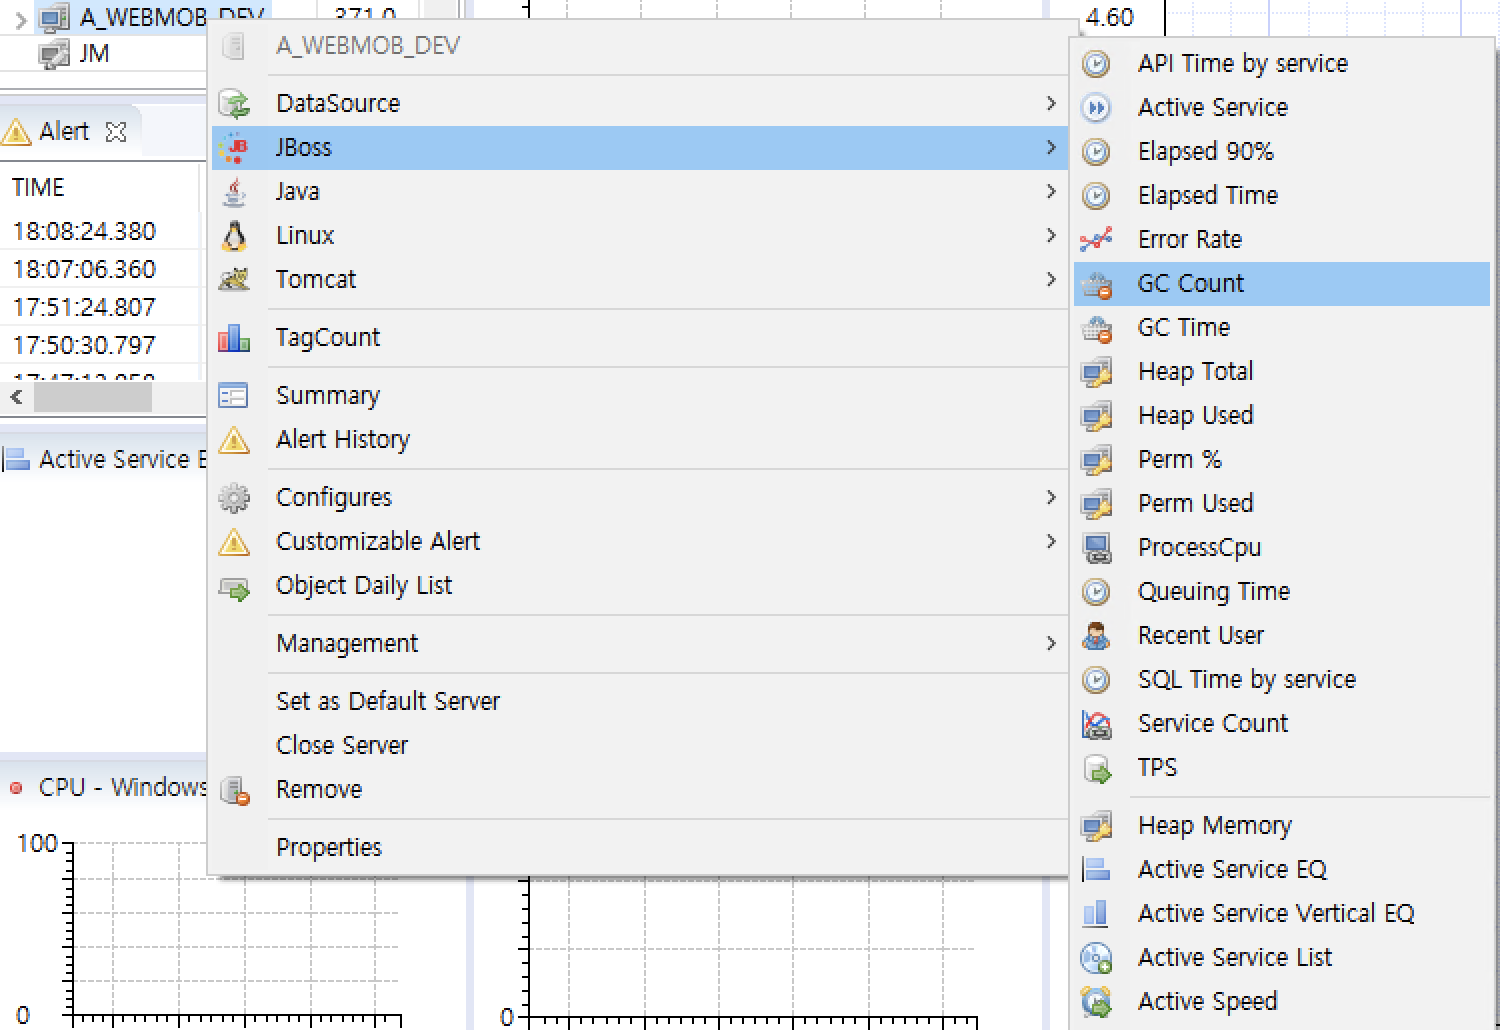 A_WEBMOB_DEV
371.0
JM
Alert
TIME
18:08:24.380
18:07:06.360
17:51:24.807
17:50:30.797
Active Service E
CPU - Windows
100
0
0
4.60
A_WEBMOB_DEV
DataSource
JBoss
Java
Linux
Tomcat
TagCount
Summary
Alert History
Configures
Customizable Alert
Object Daily List
Management
Set as Default Server
Close Server
Remove
Properties
API Time by service
Active Service
Elapsed 90%
Elapsed Time
Error Rate
GC Count
GC Time
Heap Total
Heap Used
Perm %
Perm Used
ProcessCpu
Queuing Time
Recent User
SQL Time by service
Service Count
TPS
Heap Memory
Active Service EQ
Active Service Vertical EQ
Active Service List
Active Speed